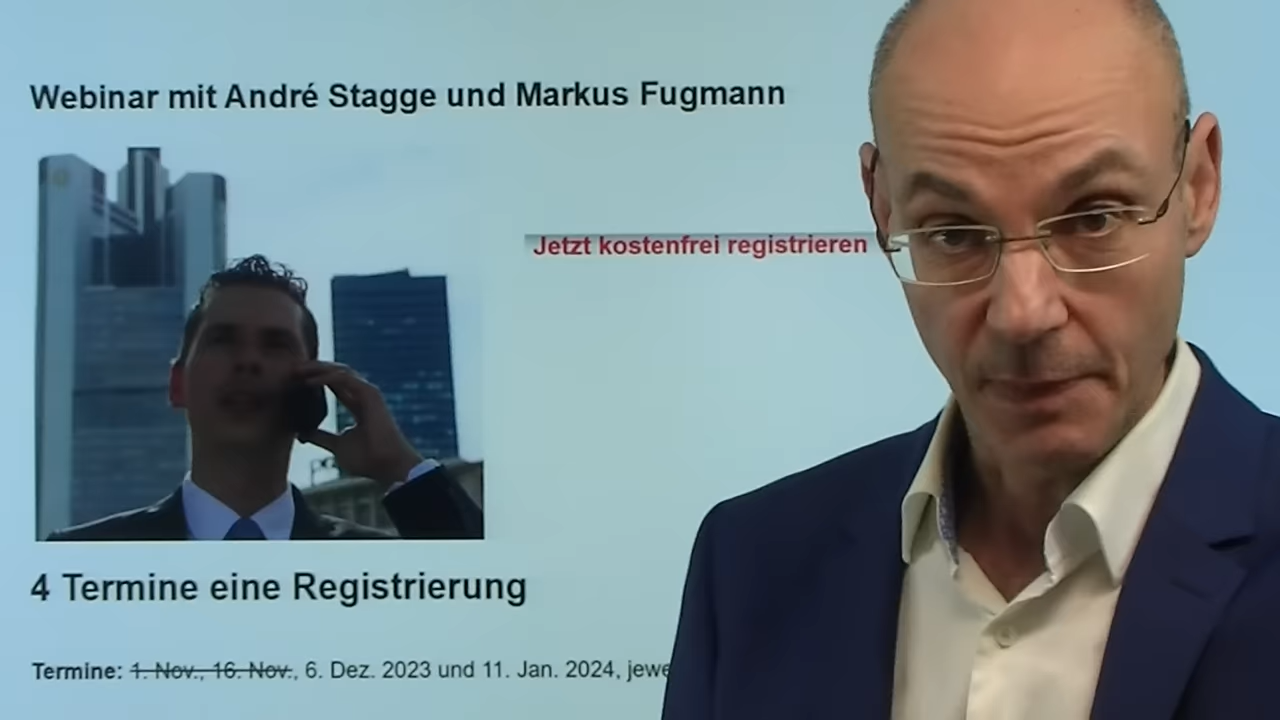 Webinar mit André Stagge und Markus Fugmann
Jetzt kostenfrei registrieren
4 Termine eine Registrierung
Termine: 1. Nov., 16. Nov., 6. Dez. 2023 und 11. Jan. 2024, jewe